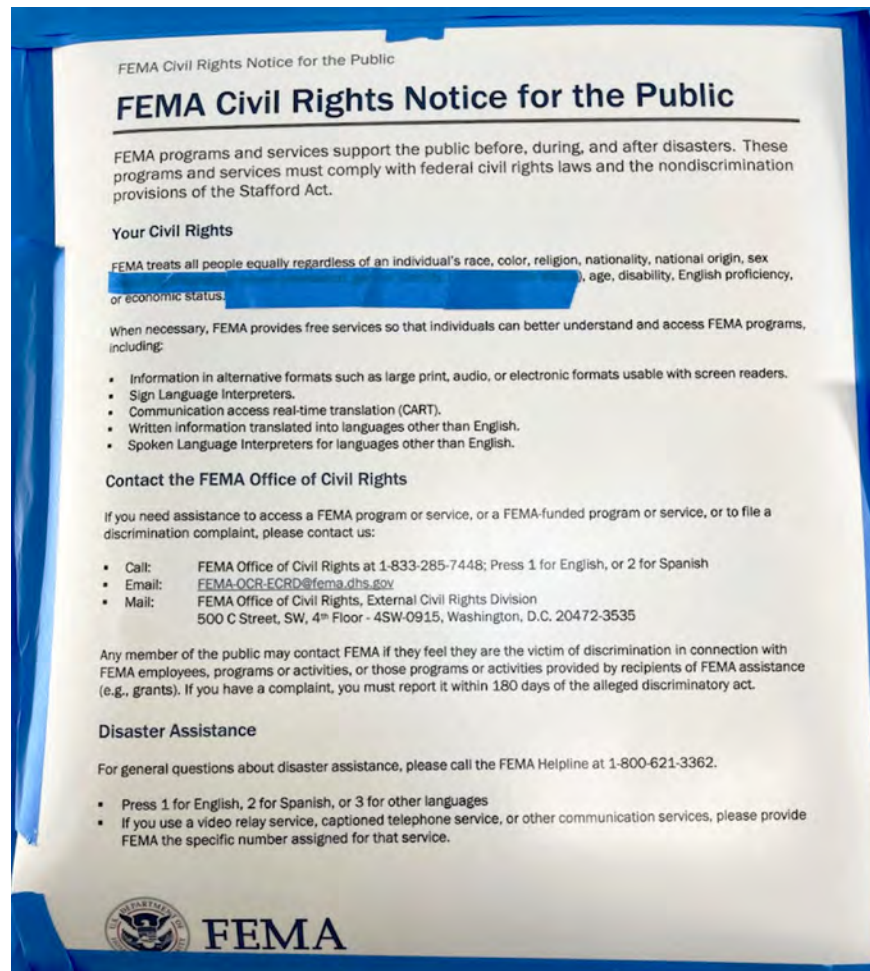 FEMA Civil Rights Notice for the Public
FEMA Civil Rights Notice for the Public
FEMA programs and services support the public before, during, and after disasters. These
programs and services must comply with federal civil rights laws and the nondiscrimination
provisions of the Stafford Act.
Your Civil Rights
FEMA treats all people equally regardless of an individual's race, color, religion, nationality, national origin, sex
), age, disability, English proficiency,
or economic status.
When necessary, FEMA provides free services so that individuals can better understand and access FEMA programs,
including:
▪ Information in alternative formats such as large print, audio, or electronic formats usable with screen readers.
▪ Sign Language Interpreters.
▪ Communication access real-time translation (CART).
▪ Written information translated into languages other than English.
▪ Spoken Language Interpreters for languages other than English.
Contact the FEMA Office of Civil Rights
If you need assistance to access a FEMA program or service, or a FEMA-funded program or service, or to file a
discrimination complaint, please contact us:
▪ Call: FEMA Office of Civil Rights at 1-833-285-7448; Press 1 for English, or 2 for Spanish
▪ Email: FEMA-OCR-ECRD@fema.dhs.gov
▪ Mail: FEMA Office of Civil Rights, External Civil Rights Division
500 C Street, SW, 4th Floor - 4SW-0915, Washington, D.C. 20472-3535
Any member of the public may contact FEMA if they feel they are the victim of discrimination in connection with
FEMA employees, programs or activities, or those programs or activities provided by recipients of FEMA assistance
(e.g., grants). If you have a complaint, you must report it within 180 days of the alleged discriminatory act.
Disaster Assistance
For general questions about disaster assistance, please call the FEMA Helpline at 1-800-621-3362.
▪ Press 1 for English, 2 for Spanish, or 3 for other languages
▪ If you use a video relay service, captioned telephone service, or other communication services, please provide
FEMA the specific number assigned for that service.
FEMA